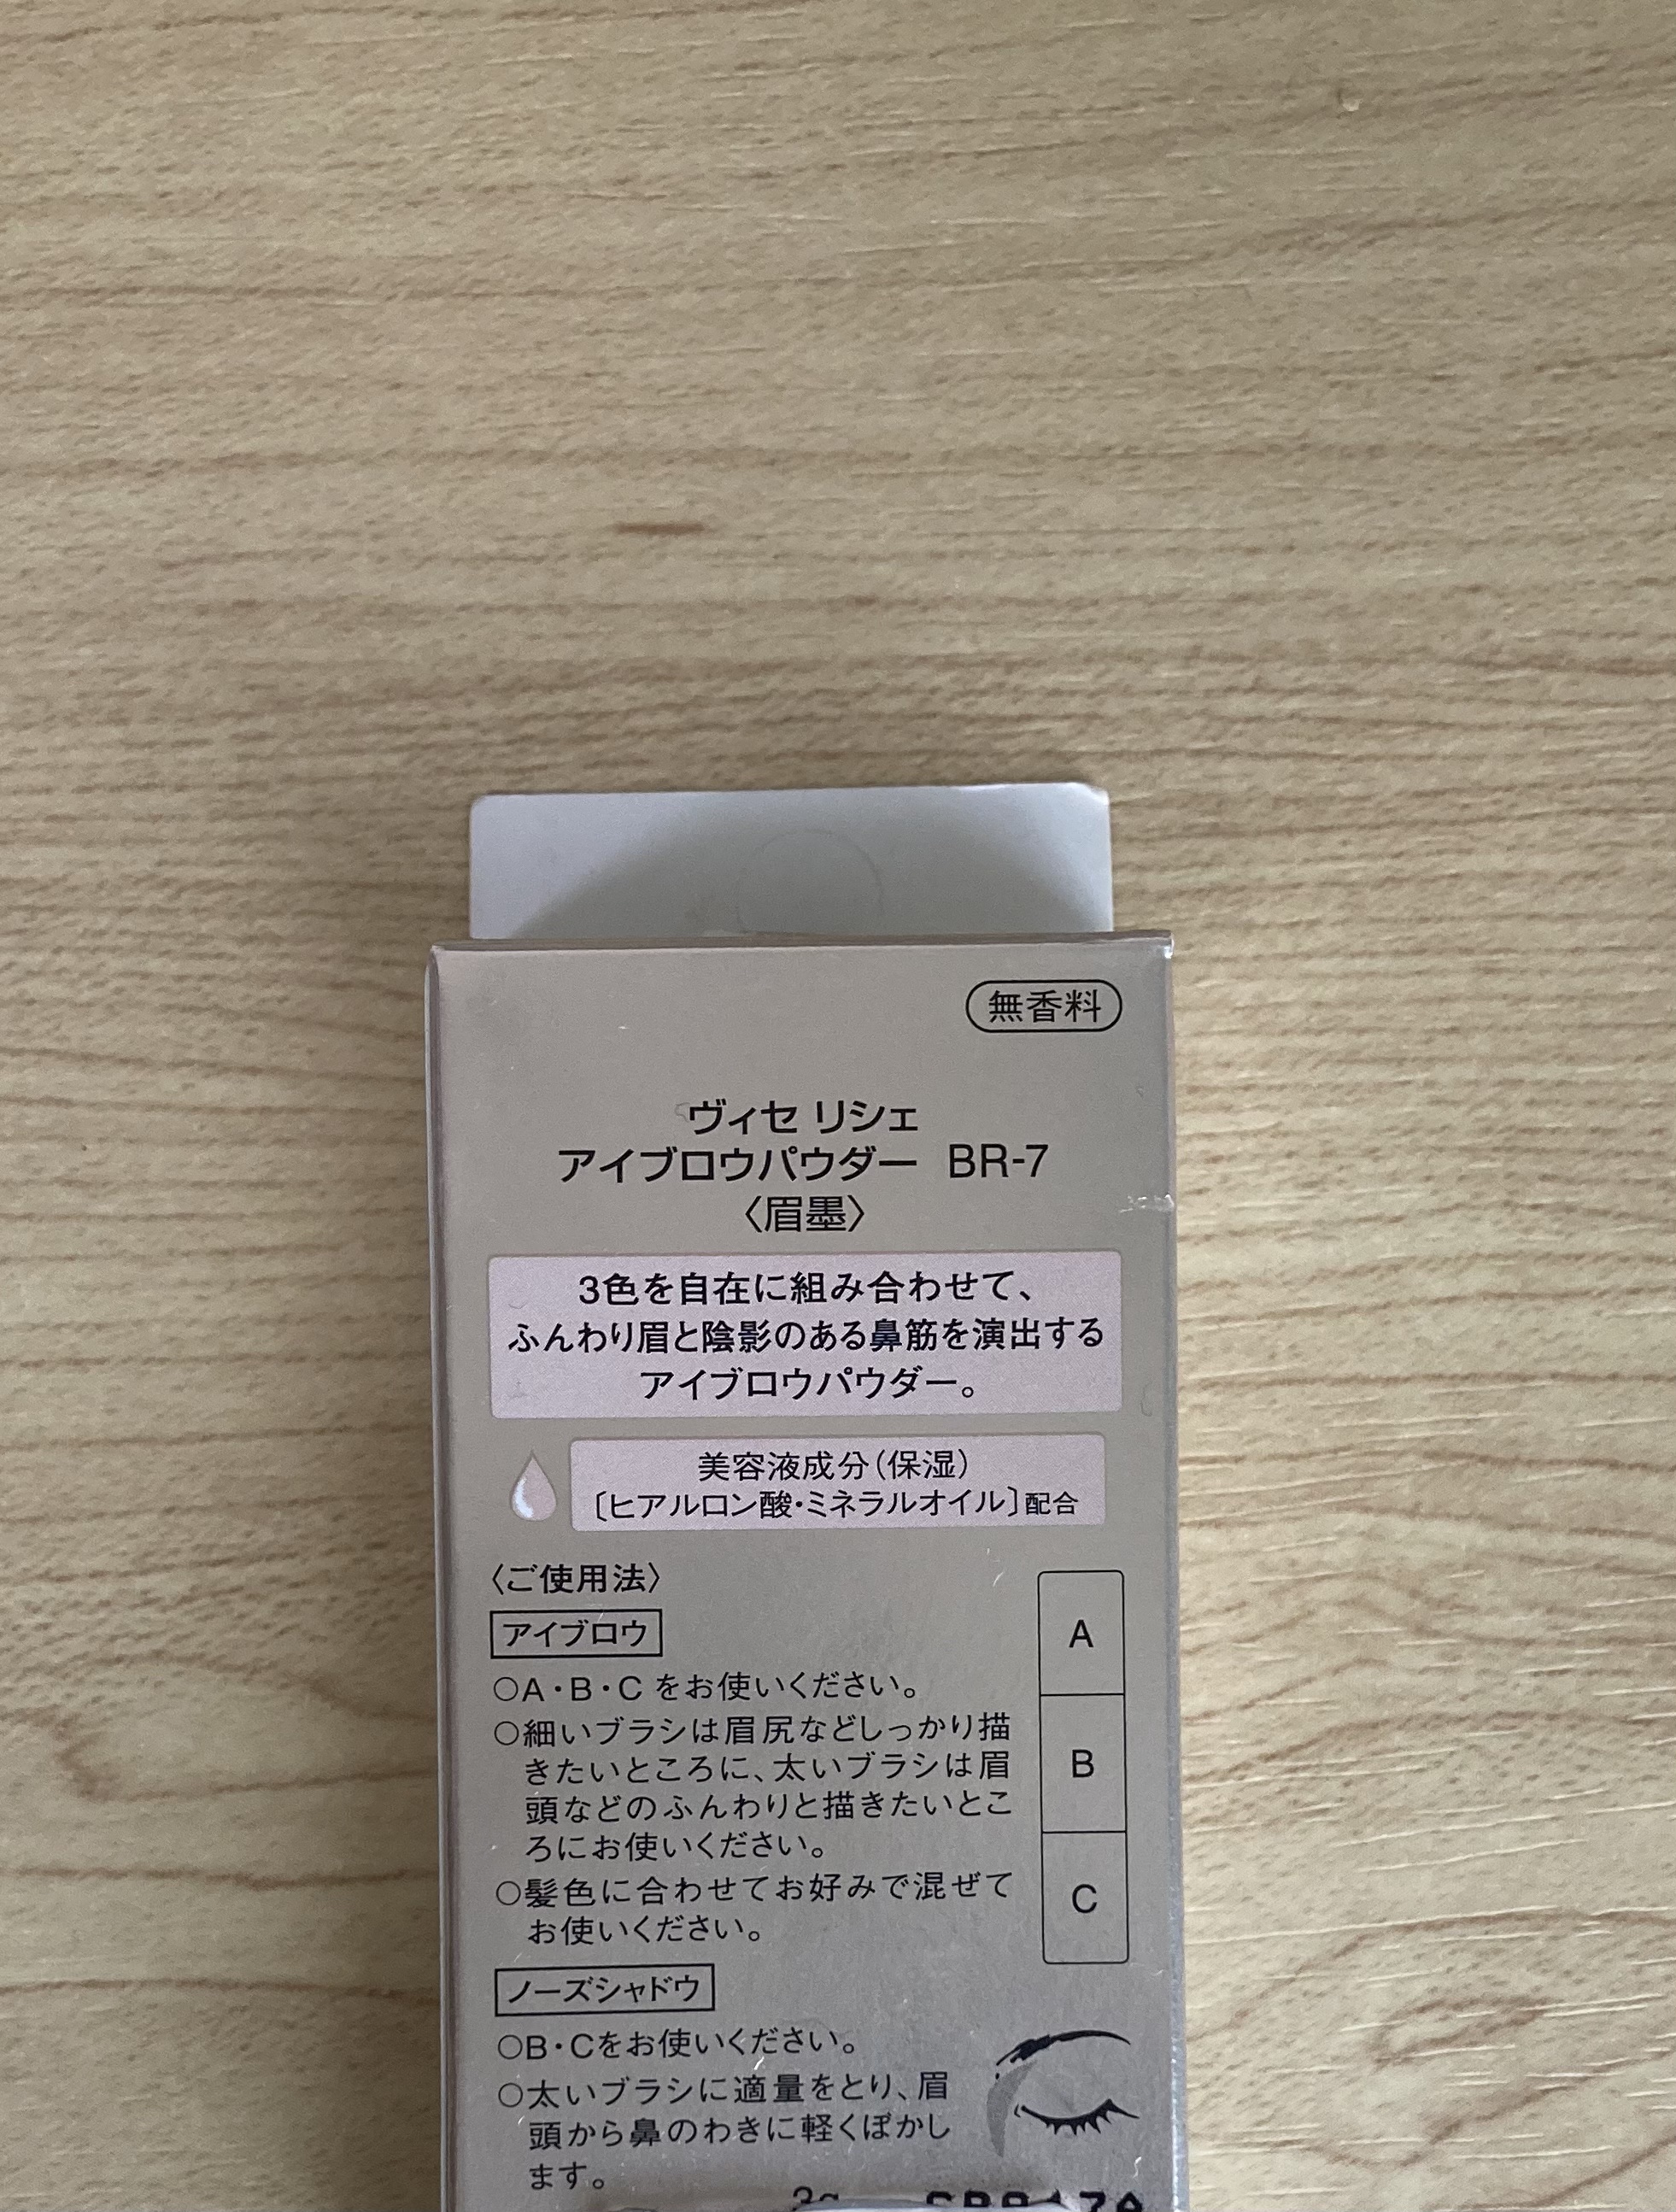 無香料
ヴィセ リシェ
アイブロウパウダー BR-7
〈眉墨〉
3色を自在に組み合わせて、
ふんわり眉と陰影のある鼻筋を演出する
アイブロウパウダー。
美容液成分(保湿)
〔ヒアルロン酸・ミネラルオイル〕配合
〈ご使用法〉
アイブロウ
○A・B・C をお使いください。
○細いブラシは眉尻などしっかり描
きたいところに、太いブラシは眉
頭などのふんわりと描きたいとこ
ろにお使いください。
○髪色に合わせてお好みで混ぜて
お使いください。
A
B
C
ノーズシャドウ
○B・Cをお使いください。
○太いブラシに適量をとり、眉
頭から鼻のわきに軽くぼかし
ます。
3g